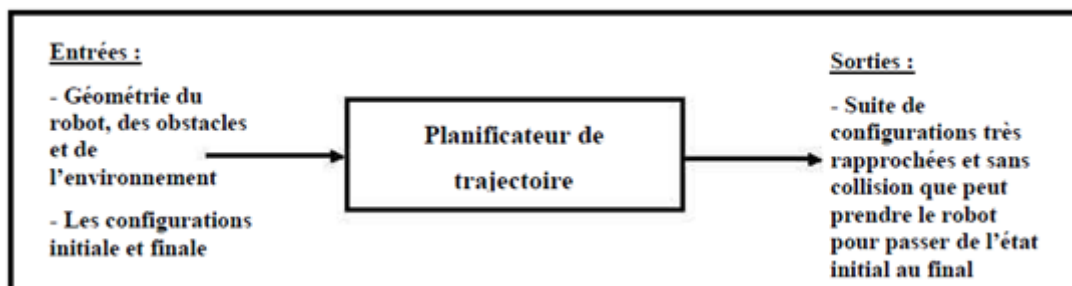 Entrées :
- Géométrie du
robot, des obstacles
et de
l'environnement
- Les configurations
initiale et finale
Planificateur de
trajectoire
Sorties :
- Suite de
configurations très
rapprochées et sans
collision que peut
prendre le robot
pour passer de l'état
initial au final